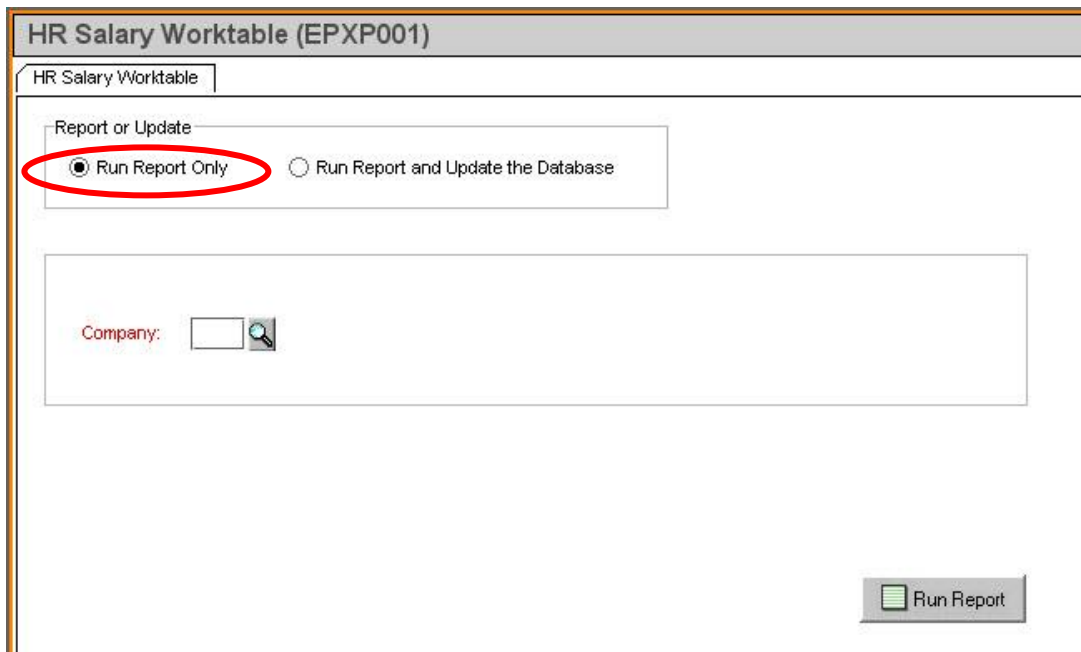 HR Salary Worktable (EPXP001)
HR Salary Worktable
Report or Update
Run Report Only Run Report and Update the Database
Company:
Run Report